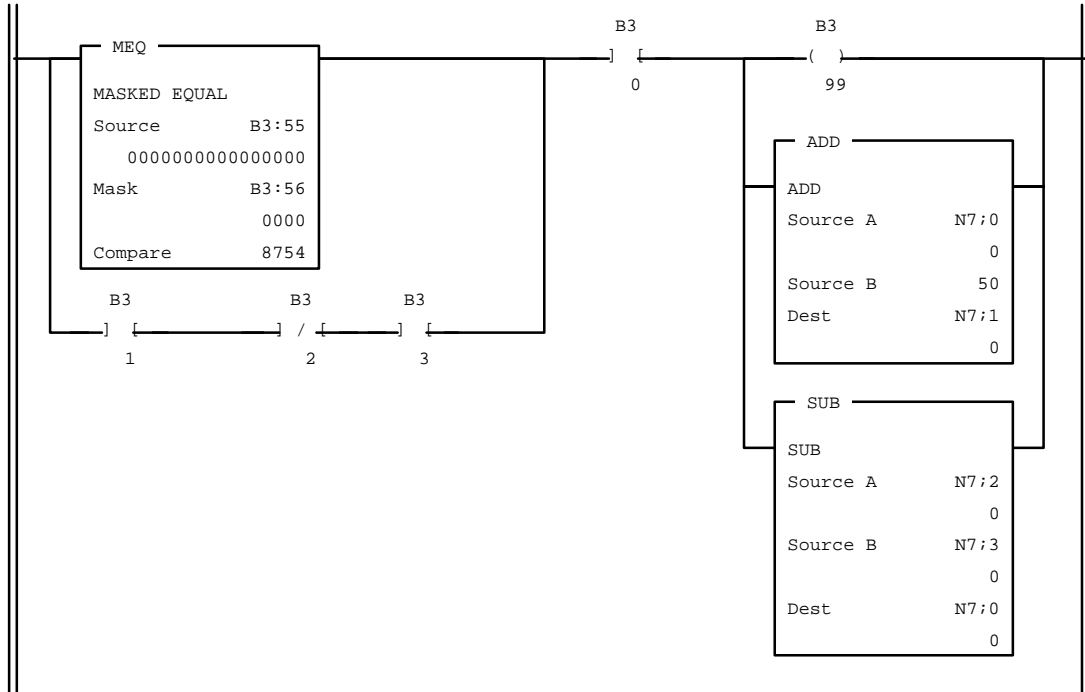 MEQ
MASKED EQUAL
Source B3:55
0000000000000000
Mask B3:56
0000
Compare 8754
B3 B3 B3
] [ ] / [ ] [
1 2 3
B3 B3
] [ ( )
0 99
ADD
ADD
Source A N7;0
0
Source B 50
Dest N7;1
0
SUB
SUB
Source A N7;2
0
Source B N7;3
0
Dest N7;0
0